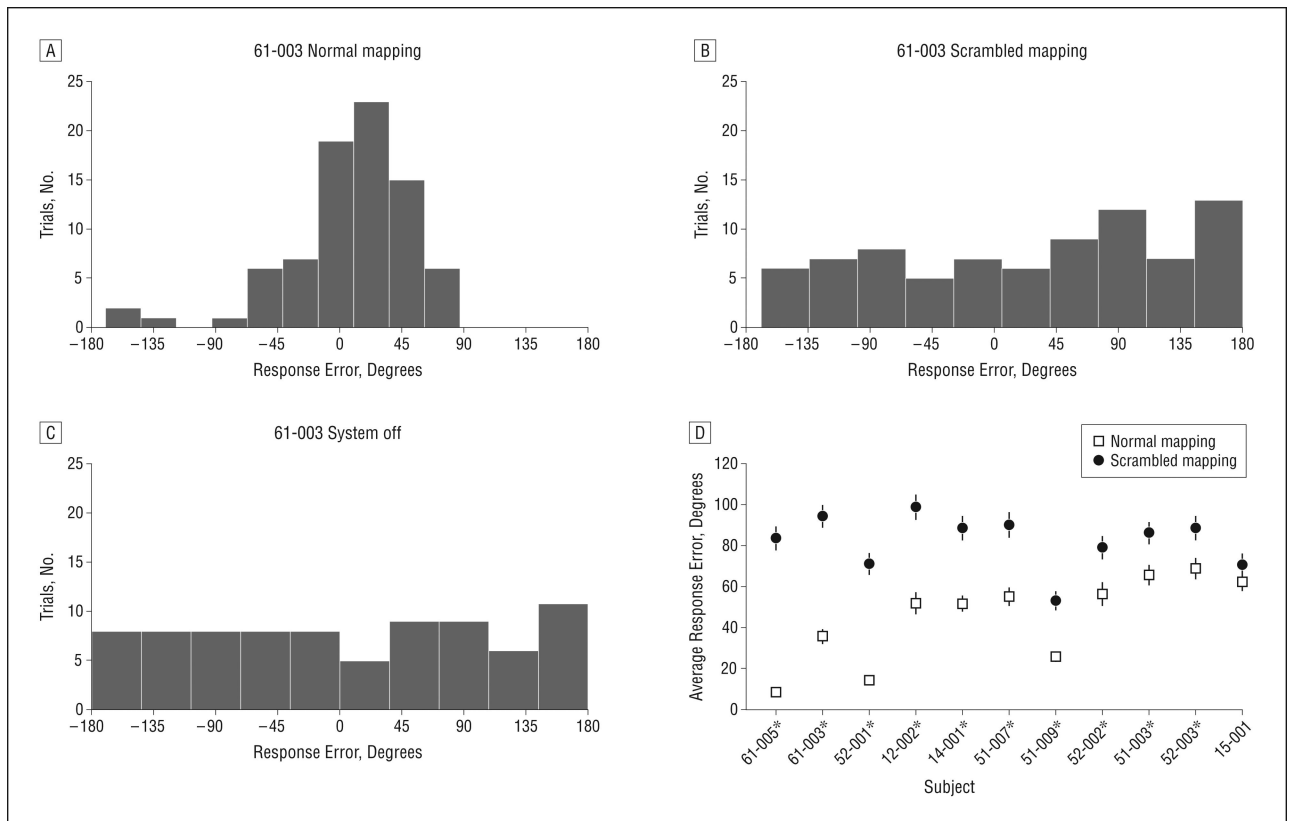 A
61-003 Normal mapping
25
20
15
10
5
0
Trials, No.
−180 −135 −90 −45 0 45 90 135 180
Response Error, Degrees
B
61-003 Scrambled mapping
25
20
15
10
5
0
Trials, No.
−180 −135 −90 −45 0 45 90 135 180
Response Error, Degrees
C
61-003 System off
25
20
15
10
5
0
Trials, No.
−180 −135 −90 −45 0 45 90 135 180
Response Error, Degrees
D
Normal mapping
Scrambled mapping
120
100
80
60
40
20
0
Average Response Error, Degrees
61-005* 61-003* 52-001* 12-002* 14-001* 51-007* 51-009* 52-002* 51-003* 52-003* 15-001
Subject